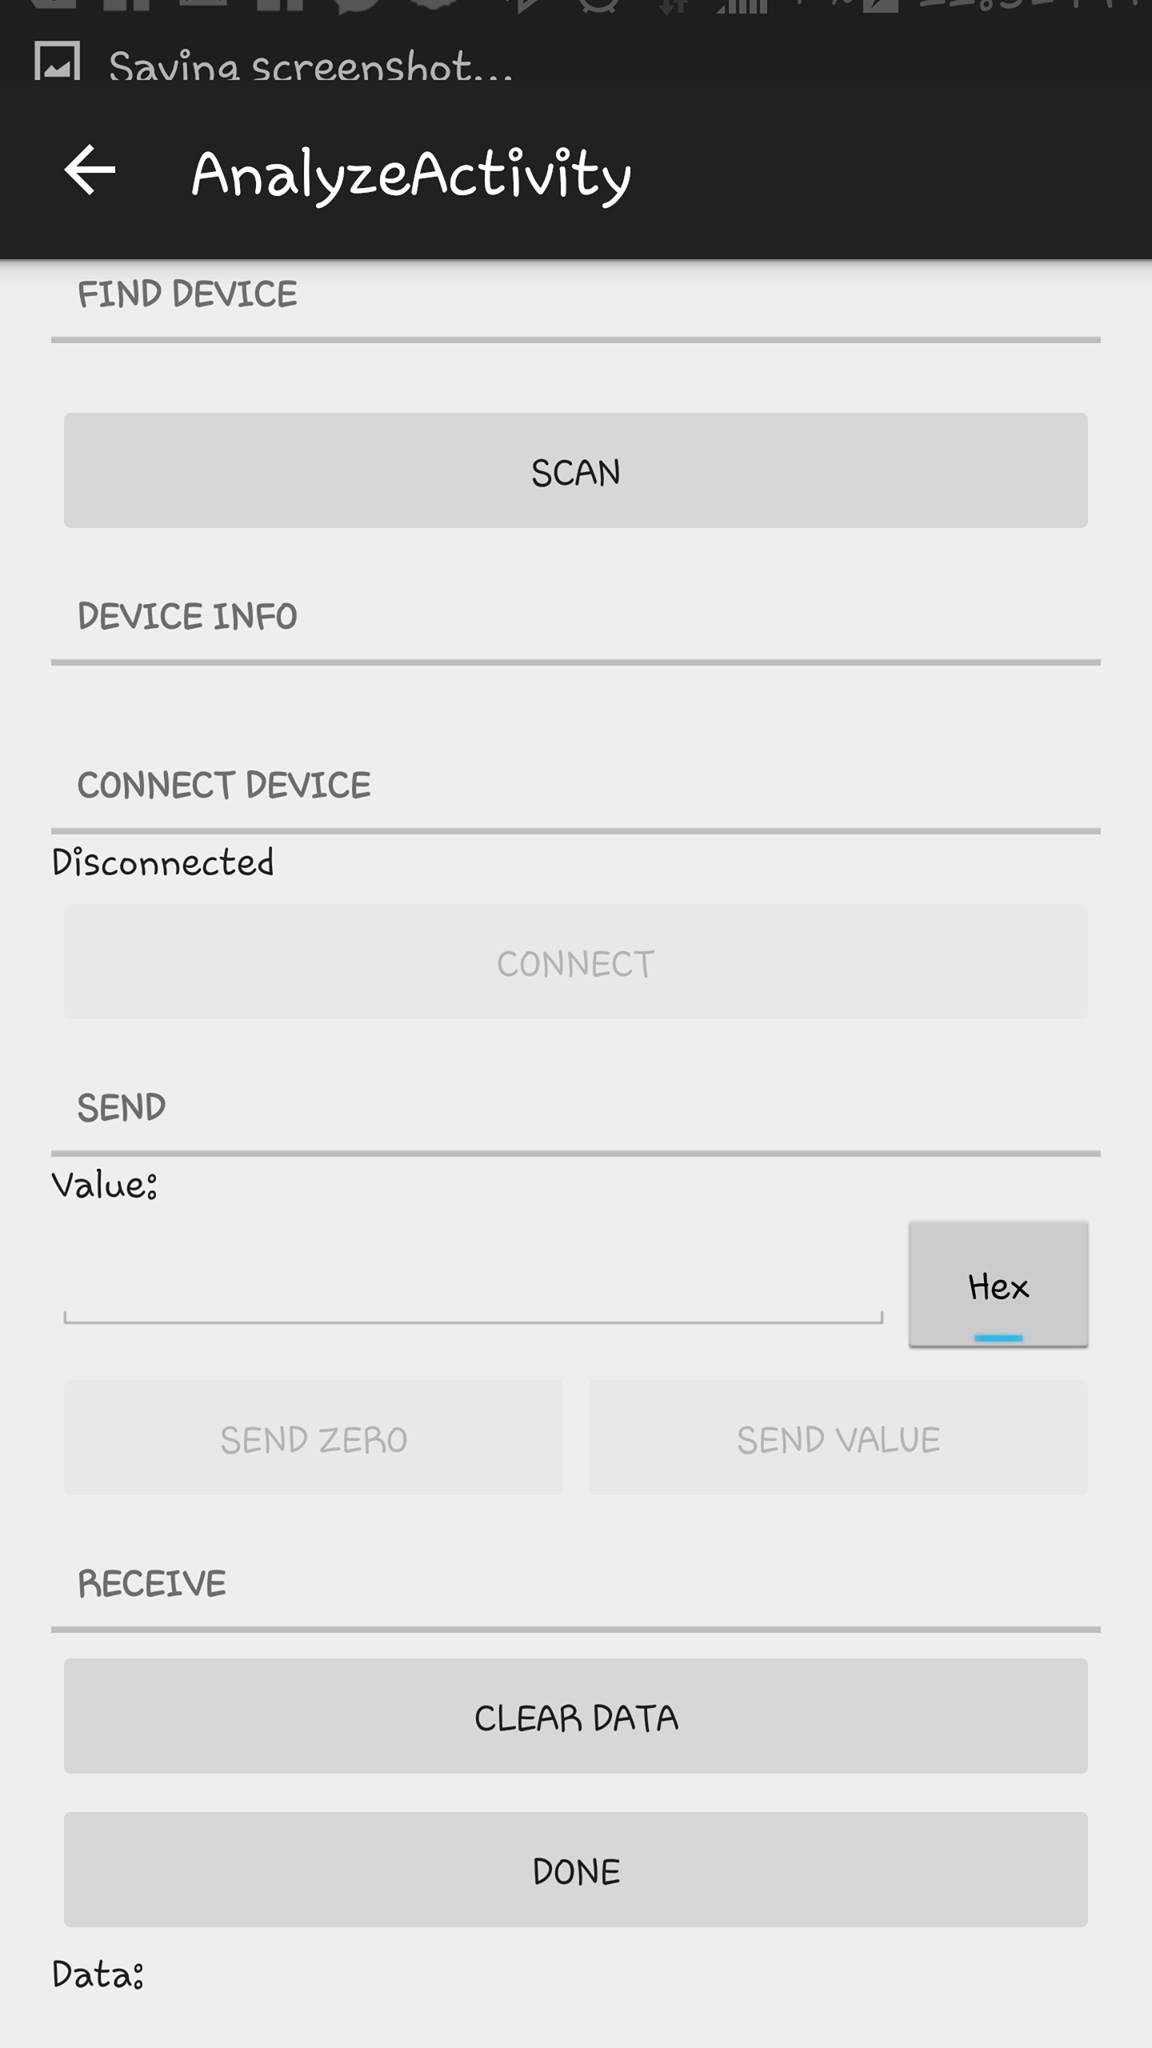 Saving screenshot...
AnalyzeActivity
FIND DEVICE
SCAN
DEVICE INFO
CONNECT DEVICE
Disconnected
CONNECT
SEND
Value:
Hex
SEND ZERO
SEND VALUE
RECEIVE
CLEAR DATA
DONE
Data: